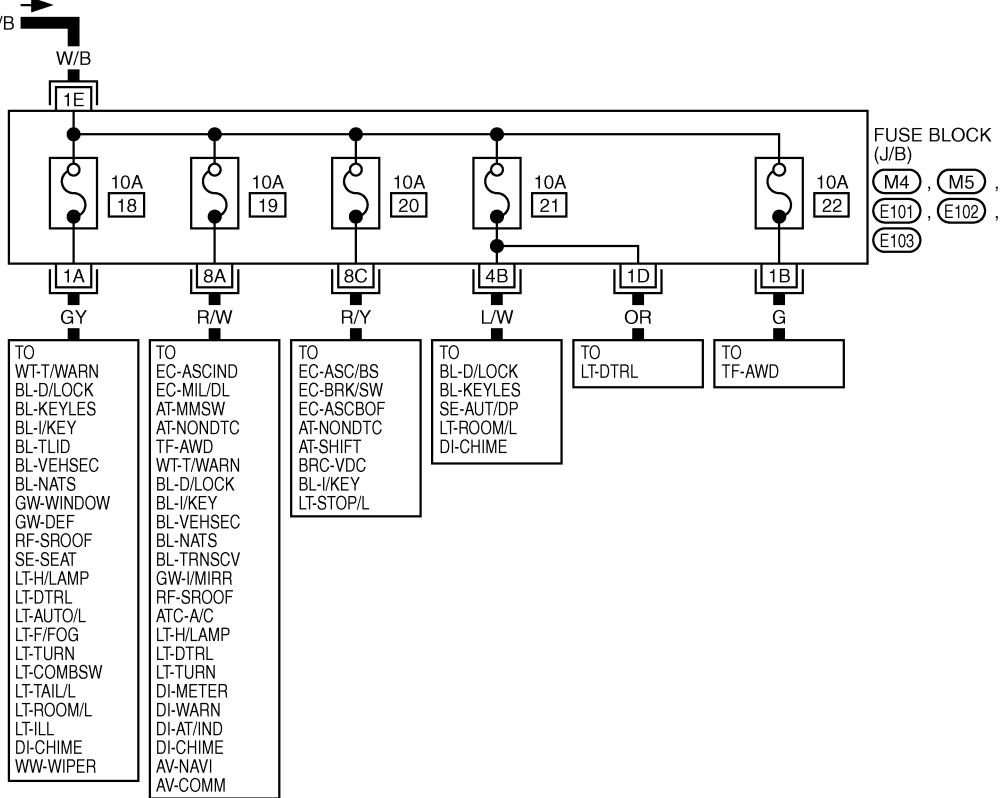 /B
W/B
1E
FUSE BLOCK
(J/B)
M4 , M5 ,
E101 , E102 ,
E103
10A
18
10A
19
10A
20
10A
21
10A
22
1A
8A
8C
4B
1D
1B
GY
R/W
R/Y
L/W
OR
G
TO
WT-T/WARN
BL-D/LOCK
BL-KEYLES
BL-I/KEY
BL-TLID
BL-VEHSEC
BL-NATS
GW-WINDOW
GW-DEF
RF-SROOF
SE-SEAT
LT-H/LAMP
LT-DTRL
LT-AUTO/L
LT-F/FOG
LT-TURN
LT-COMBSW
LT-TAIL/L
LT-ROOM/L
LT-ILL
DI-CHIME
WW-WIPER
TO
EC-ASCIND
EC-MIL/DL
AT-MMSW
AT-NONDTC
TF-AWD
WT-T/WARN
BL-D/LOCK
BL-I/KEY
BL-VEHSEC
BL-NATS
BL-TRNSCV
GW-I/MIRR
RF-SROOF
ATC-A/C
LT-H/LAMP
LT-DTRL
LT-TURN
DI-METER
DI-WARN
DI-AT/IND
DI-CHIME
AV-NAVI
AV-COMM
TO
EC-ASC/BS
EC-BRK/SW
EC-ASCBOF
AT-NONDTC
AT-SHIFT
BRC-VDC
BL-I/KEY
LT-STOP/L
TO
BL-D/LOCK
BL-KEYLES
SE-AUT/DP
LT-ROOM/L
DI-CHIME
TO
LT-DTRL
TO
TF-AWD